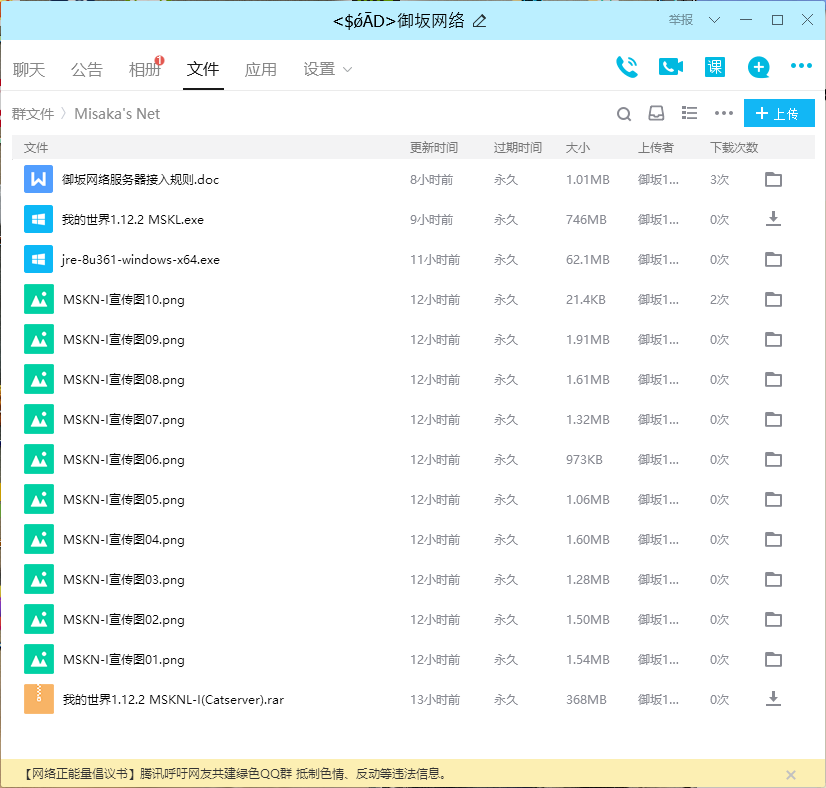 <$ǿĀD>御坂网络 举报
聊天 公告 相册 1 文件 应用 设置 课
群文件 > Misaka's Net 上传
文件 更新时间 过期时间 大小 上传者 下载次数
御坂网络服务器接入规则.doc 8小时前 永久 1.01MB 御坂1... 3次
我的世界1.12.2 MSKL.exe 9小时前 永久 746MB 御坂1... 0次
jre-8u361-windows-x64.exe 11小时前 永久 62.1MB 御坂1... 0次
MSKN-I宣传图10.png 12小时前 永久 21.4KB 御坂1... 2次
MSKN-I宣传图09.png 12小时前 永久 1.91MB 御坂1... 0次
MSKN-I宣传图08.png 12小时前 永久 1.61MB 御坂1... 0次
MSKN-I宣传图07.png 12小时前 永久 1.32MB 御坂1... 0次
MSKN-I宣传图06.png 12小时前 永久 973KB 御坂1... 0次
MSKN-I宣传图05.png 12小时前 永久 1.06MB 御坂1... 0次
MSKN-I宣传图04.png 12小时前 永久 1.60MB 御坂1... 0次
MSKN-I宣传图03.png 12小时前 永久 1.28MB 御坂1... 0次
MSKN-I宣传图02.png 12小时前 永久 1.50MB 御坂1... 0次
MSKN-I宣传图01.png 12小时前 永久 1.54MB 御坂1... 0次
我的世界1.12.2 MSKNL-I(Catserver).rar 13小时前 永久 368MB 御坂1... 0次
【网络正能量倡议书】腾讯呼吁网友共建绿色QQ群 抵制色情、反动等违法信息。